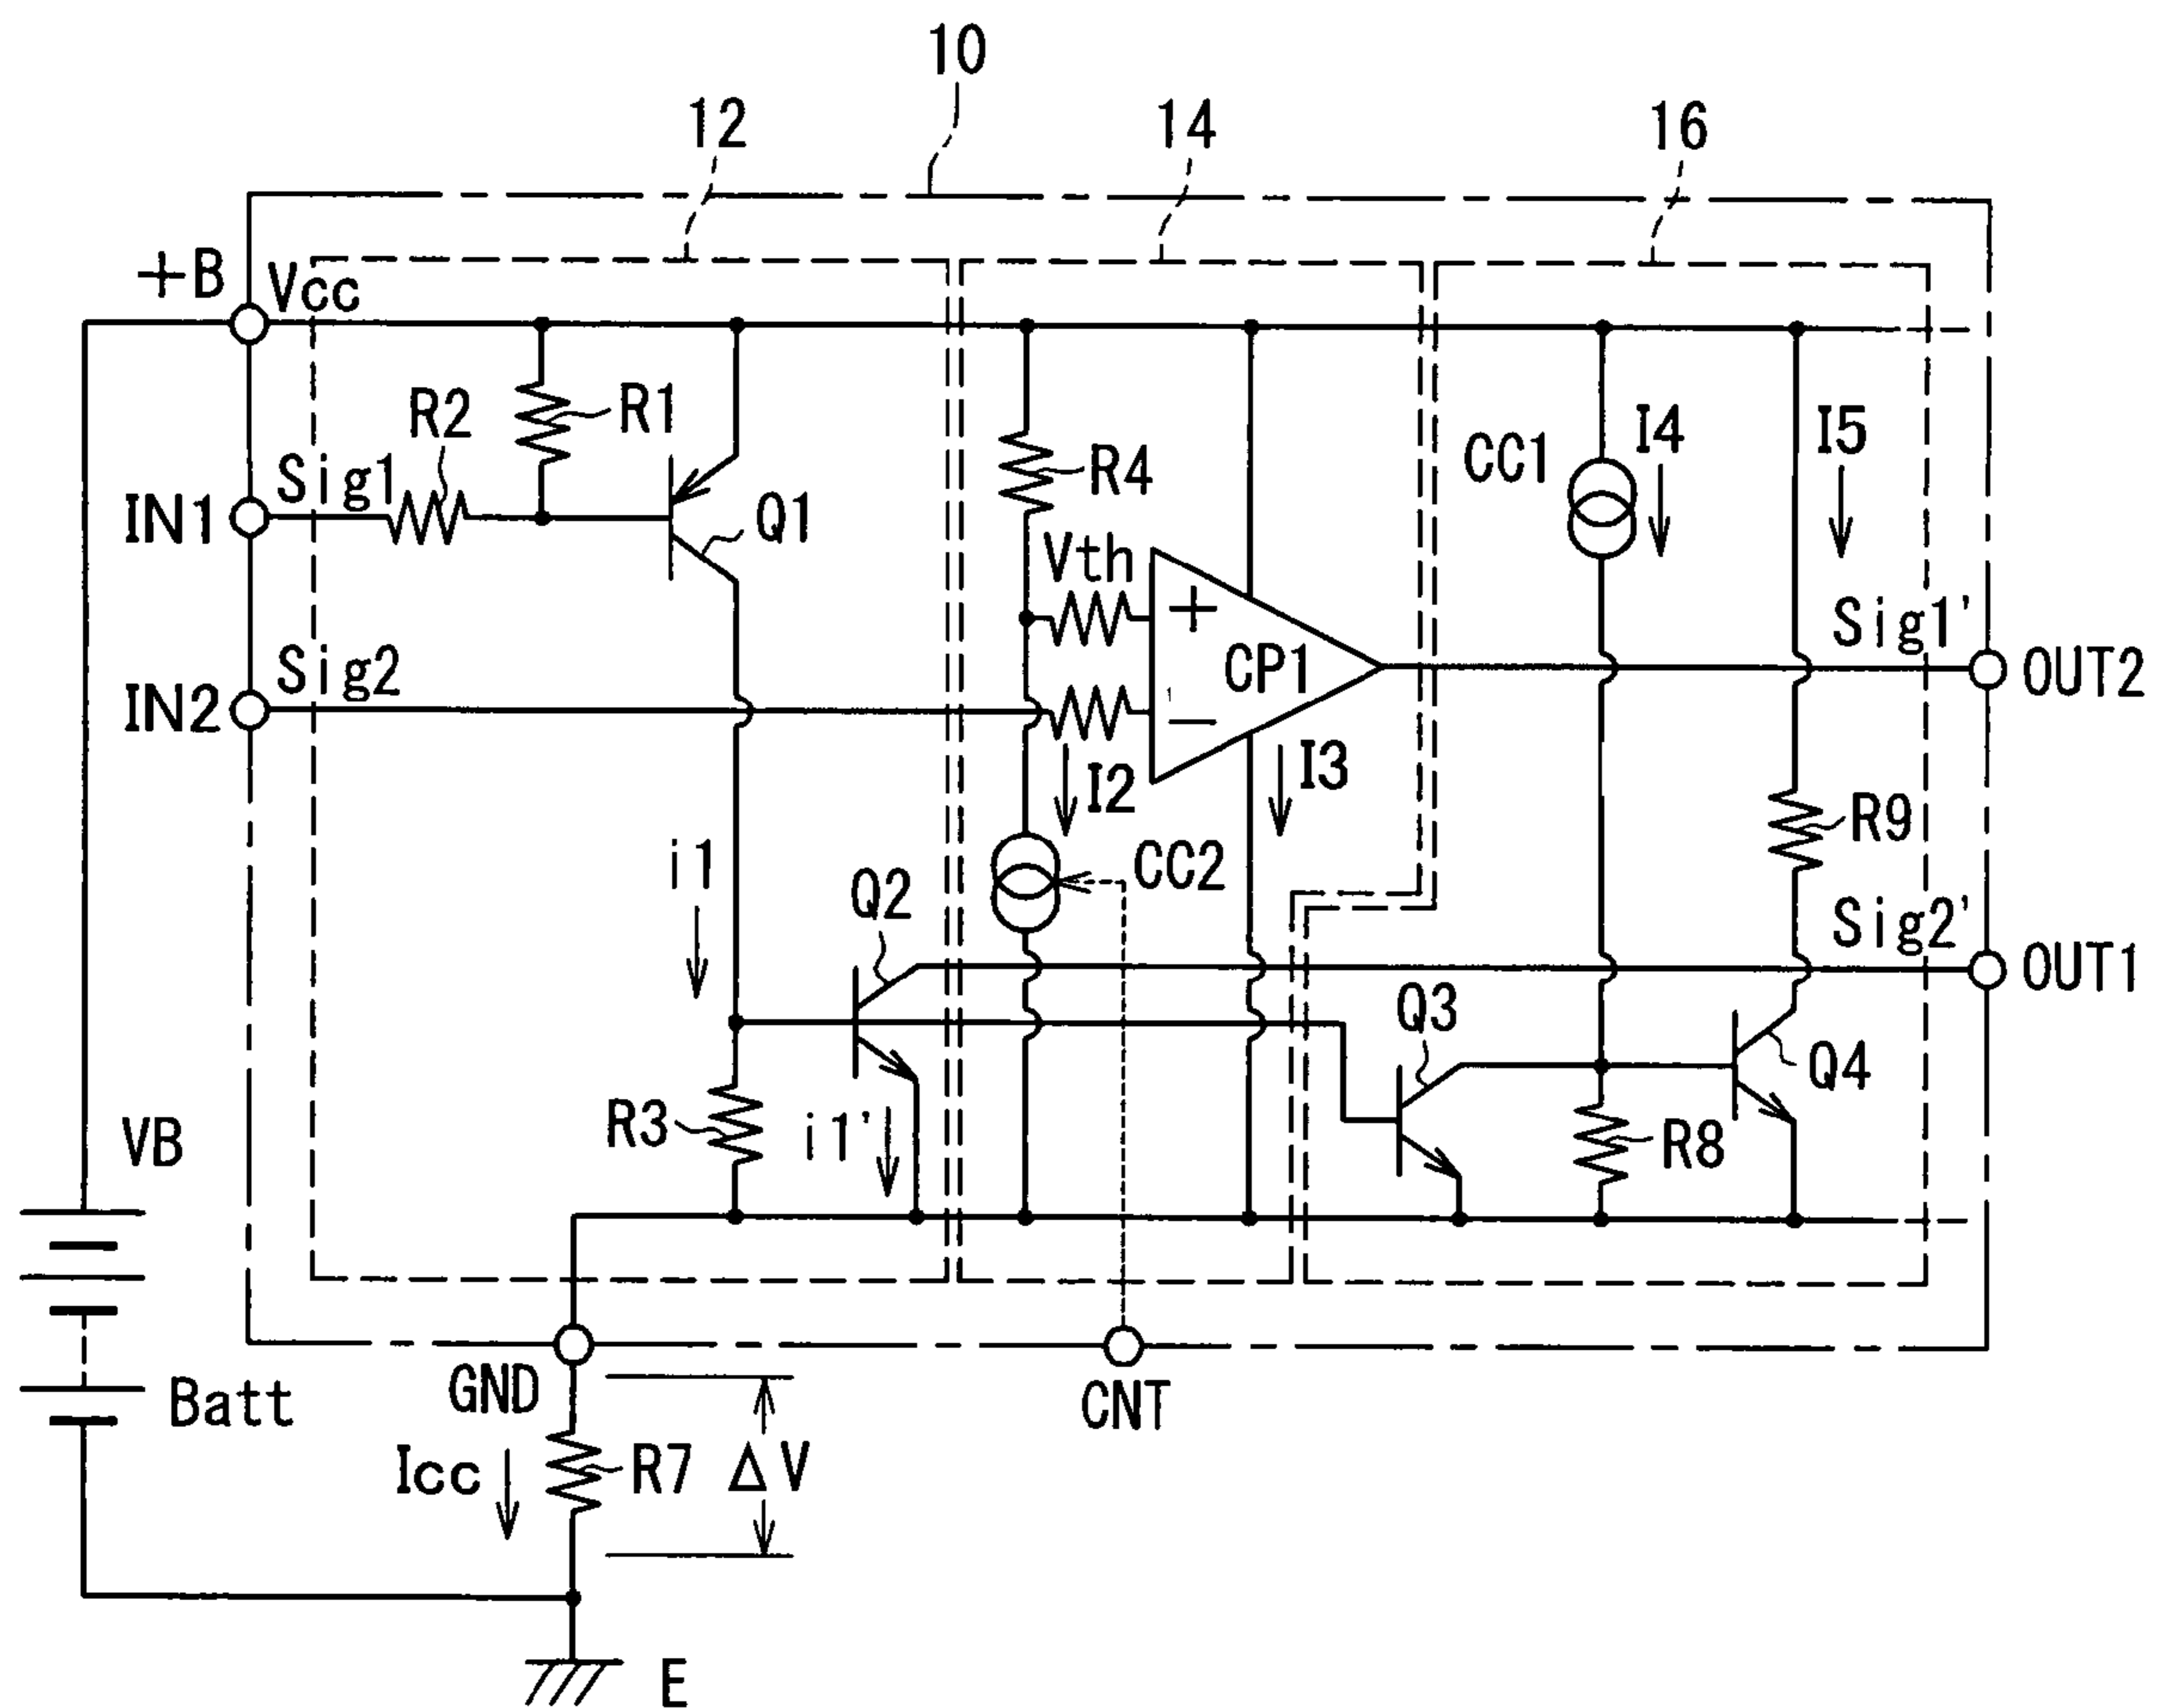 10
12
14
16
+B
Vcc
R2
R1
Sig1
IN1
Q1
R4
Vth
+
CP1
−
CC1
I4
I5
Sig1'
OUT2
Sig2
IN2
I2
I3
R9
CC2
i1
Q2
Sig2'
OUT1
Q3
Q4
R3
i1'
R8
VB
Batt
GND
CNT
Icc
R7
ΔV
E